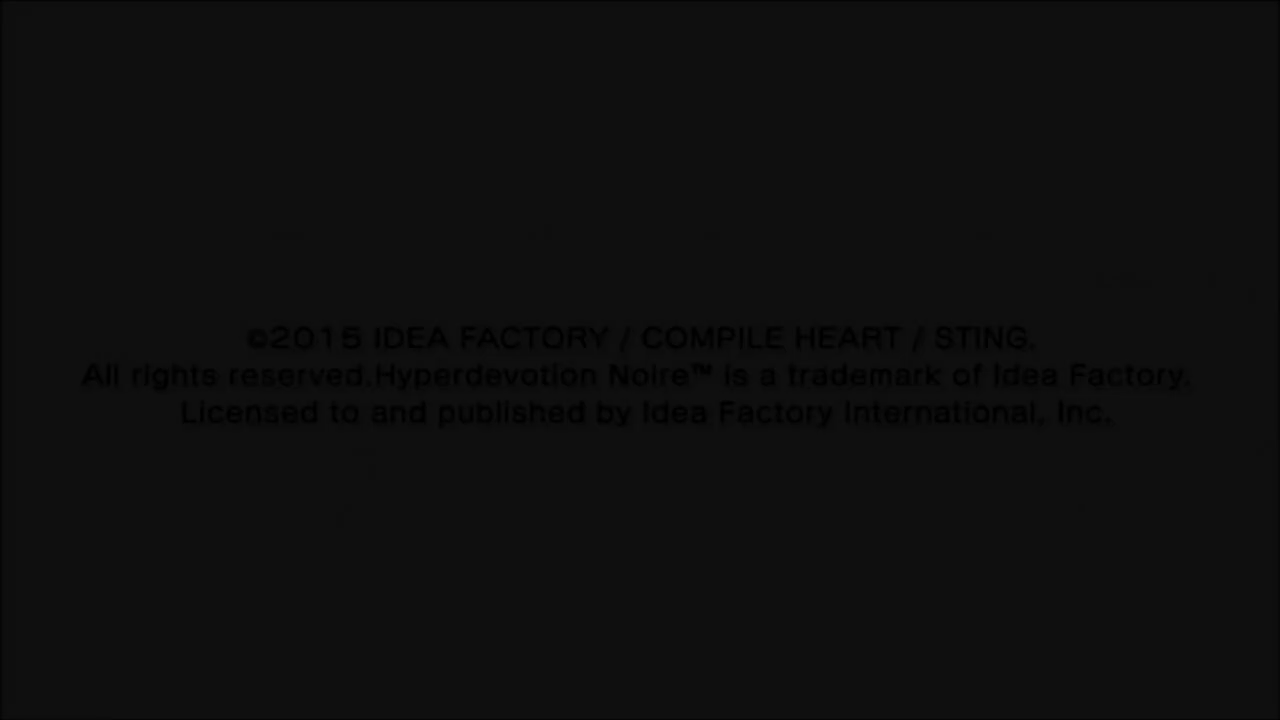 ©2015 IDEA FACTORY / COMPILE HEART / STING.
All rights reserved.Hyperdevotion Noire™ is a trademark of Idea Factory.
Licensed to and published by Idea Factory International, Inc.